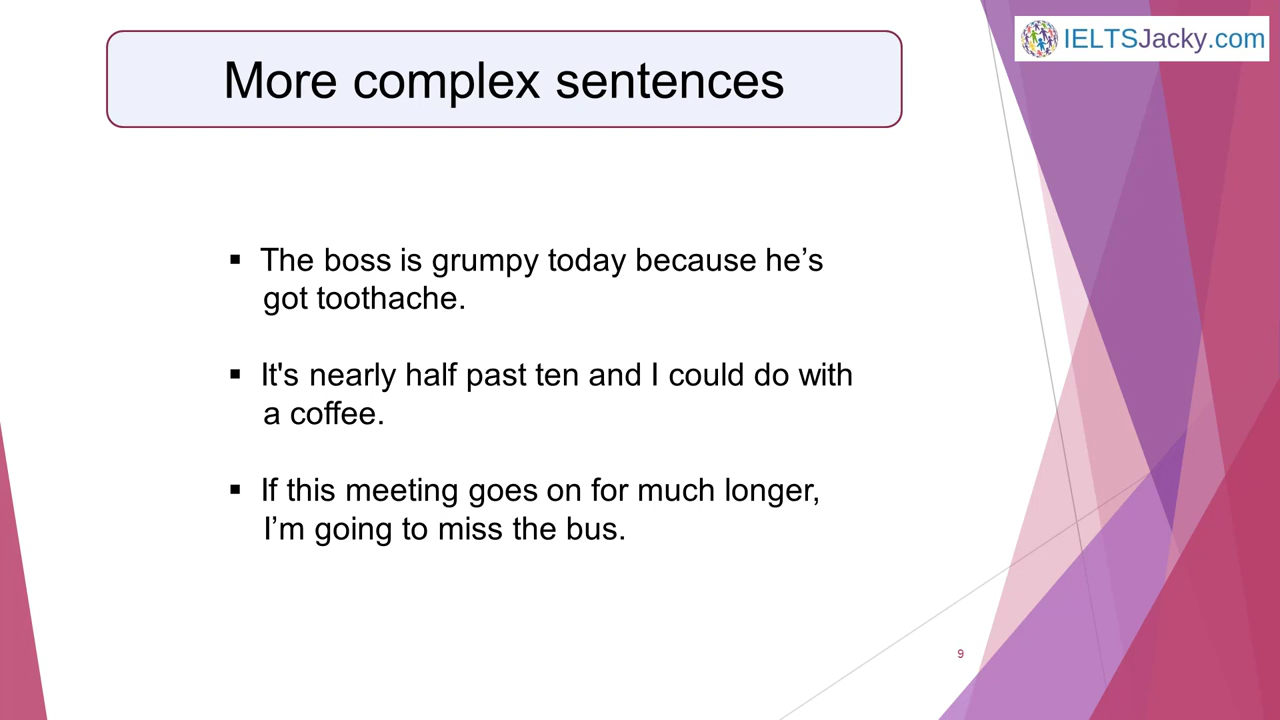 IELTSJacky.com
More complex sentences
▪ The boss is grumpy today because he’s
got toothache.
▪ It's nearly half past ten and I could do with
a coffee.
▪ If this meeting goes on for much longer,
I’m going to miss the bus.
9